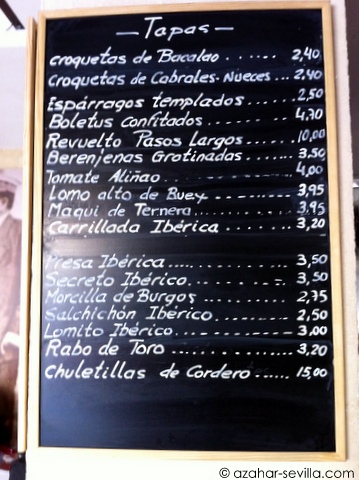 — Tapas —
croquetas de Bacalao ...... 2,40
Croquetas de Cabrales-Nueces ... 2,40
Espárragos templados ...... 2,50
Boletus confitados ....... 4,70
Revuelto Pasos Largos ..... 10,00
Berenjenas Gratinadas ...... 3,50
Tomate Aliñao ............ 4,00
Lomo alto de Buey ........ 3,95
Maqui de Ternera ......... 3,95
Carrillada Ibérica ....... 3,20
Presa Ibérica ............ 3,50
Secreto Ibérico .......... 3,50
Morcilla de Burgos ....... 2,75
Salchichón Ibérico ....... 2,50
Lomito Ibérico ........... 3,00
Rabo de Toro ............. 3,20
Chuletillas de Cordero ...... 15,00
© azahar-sevilla.com